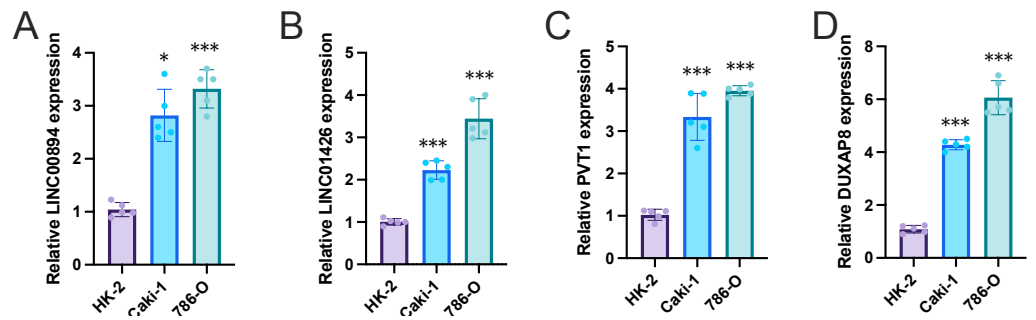 A
Relative LINC00894 expression
4
3
2
1
0
*
***
HK-2
Caki-1
786-O
B
Relative LINC01426 expression
5
4
3
2
1
0
***
***
HK-2
Caki-1
786-O
C
Relative PVT1 expression
5
4
3
2
1
0
***
***
HK-2
Caki-1
786-O
D
Relative DUXAP8 expression
8
6
4
2
0
***
***
HK-2
Caki-1
786-O